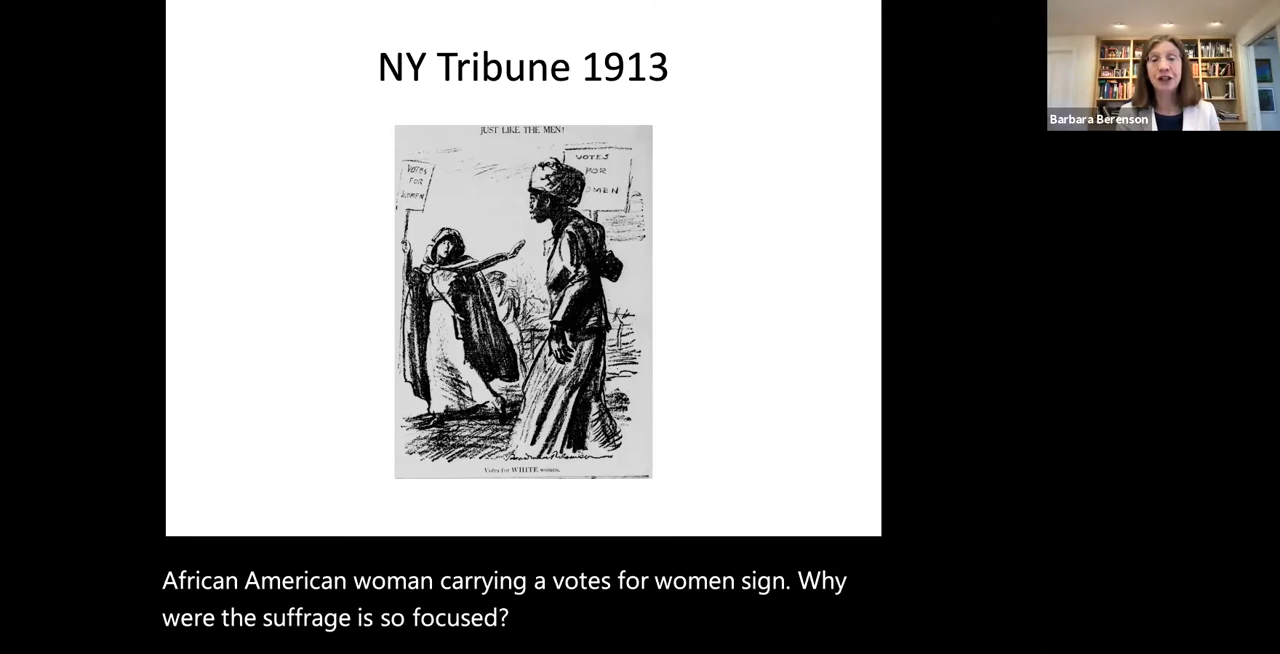 NY Tribune 1913
JUST LIKE THE MEN!
VOTES
FOR
WOMEN
VOTES
FOR
OMEN
Votes for WHITE women.
Barbara Berenson
African American woman carrying a votes for women sign. Why
were the suffrage is so focused?